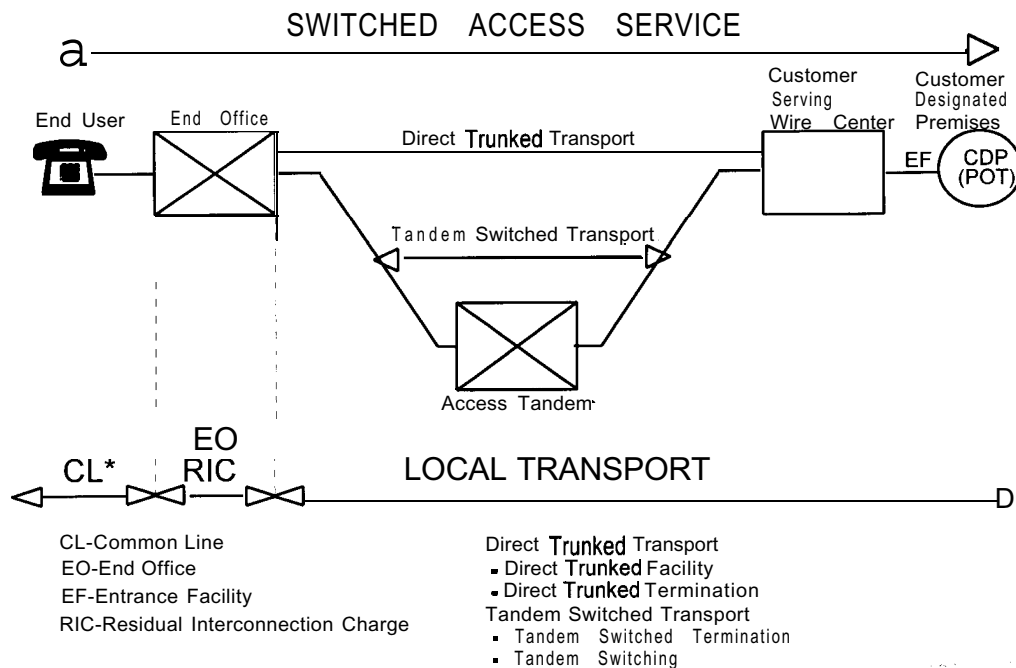 SWITCHED ACCESS SERVICE
a
End User
End Office
Customer
Serving
Wire Center
Customer
Designated
Premises
Direct Trunked Transport
EF
CDP
(POT)
Tandem Switched Transport
Access Tandem
CL*
EO
RIC
LOCAL TRANSPORT
D
CL-Common Line
EO-End Office
EF-Entrance Facility
RIC-Residual Interconnection Charge
Direct Trunked Transport
- Direct Trunked Facility
- Direct Trunked Termination
Tandem Switched Transport
- Tandem Switched Termination
- Tandem Switching